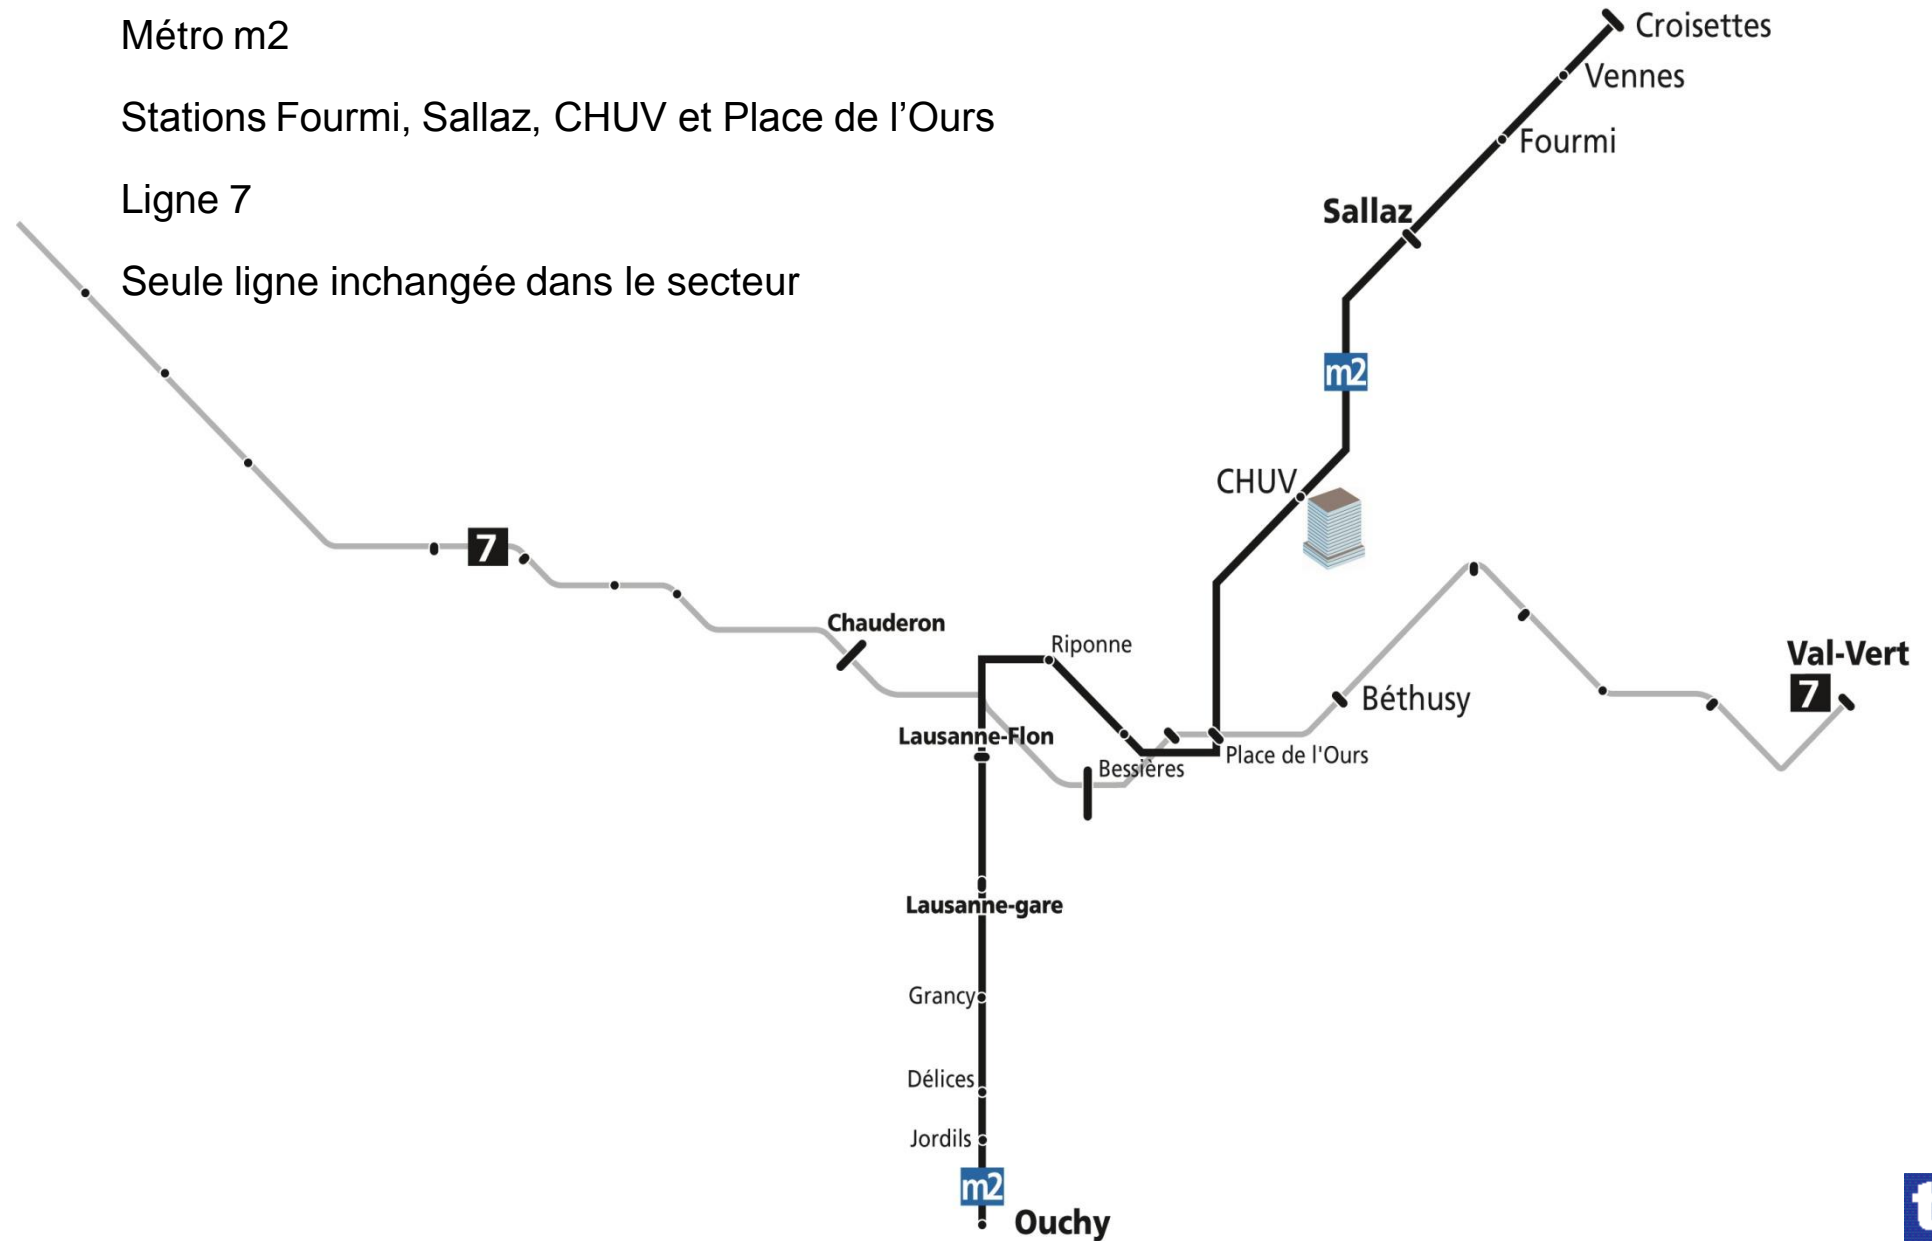 Métro m2
Stations Fourmi, Sallaz, CHUV et Place de l’Ours
Ligne 7
Seule ligne inchangée dans le secteur
Croisettes
Vennes
Fourmi
Sallaz
m2
CHUV
7
Chauderon
Riponne
Val-Vert
7
Béthusy
Lausanne-Flon
Bessières
Place de l'Ours
Lausanne-gare
Grancy
Délices
Jordils
m2
Ouchy